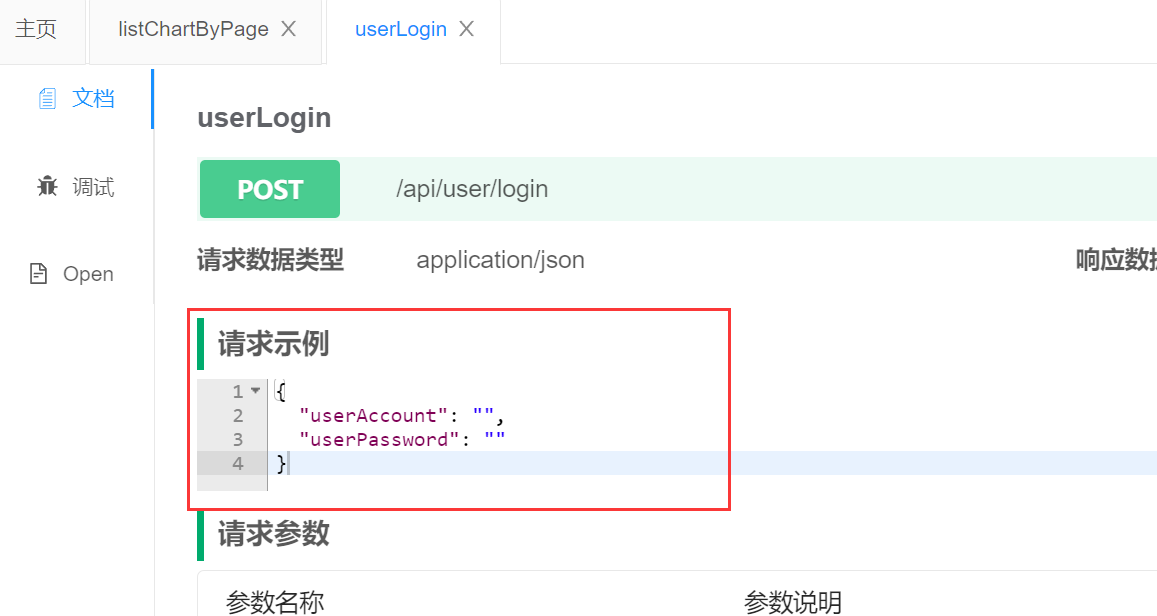 主页 listChartByPage userLogin
文档
调试
Open
userLogin
POST /api/user/login
请求数据类型 application/json 响应数据
请求示例
1 {
2 "userAccount": "",
3 "userPassword": ""
4 }
请求参数
参数名称 参数说明